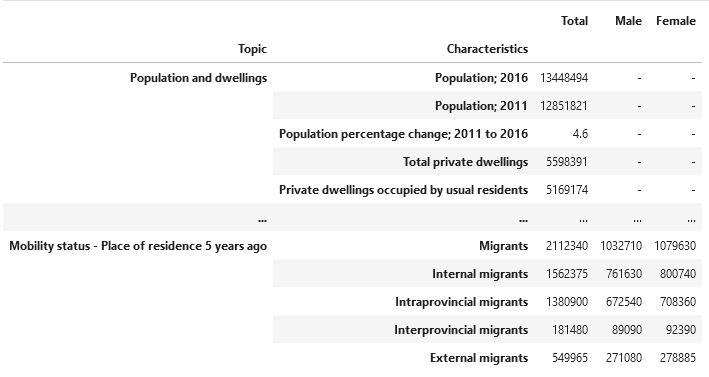 Total Male Female
Topic Characteristics
Population and dwellings Population; 2016 13448494 - -
Population; 2011 12851821 - -
Population percentage change; 2011 to 2016 4.6 - -
Total private dwellings 5598391 - -
Private dwellings occupied by usual residents 5169174 - -
... ... ... ... ...
Mobility status - Place of residence 5 years ago Migrants 2112340 1032710 1079630
Internal migrants 1562375 761630 800740
Intraprovincial migrants 1380900 672540 708360
Interprovincial migrants 181480 89090 92390
External migrants 549965 271080 278885